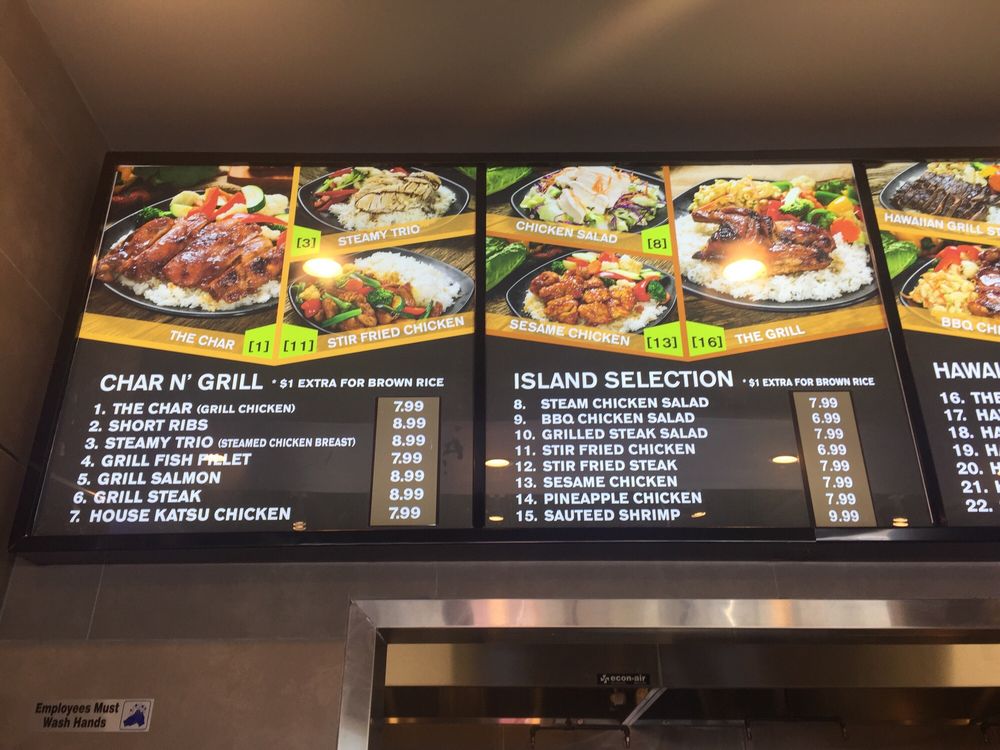 [3]
STEAMY TRIO
THE CHAR [1]
[11] STIR FRIED CHICKEN
CHAR N' GRILL * $1 EXTRA FOR BROWN RICE
1. THE CHAR (GRILL CHICKEN) 7.99
2. SHORT RIBS 8.99
3. STEAMY TRIO (STEAMED CHICKEN BREAST) 8.99
4. GRILL FISH FILLET 7.99
5. GRILL SALMON 8.99
6. GRILL STEAK 8.99
7. HOUSE KATSU CHICKEN 7.99
CHICKEN SALAD [8]
SESAME CHICKEN [13]
[16] THE GRILL
ISLAND SELECTION * $1 EXTRA FOR BROWN RICE
8. STEAM CHICKEN SALAD 7.99
9. BBQ CHICKEN SALAD 6.99
10. GRILLED STEAK SALAD 7.99
11. STIR FRIED CHICKEN 6.99
12. STIR FRIED STEAK 7.99
13. SESAME CHICKEN 7.99
14. PINEAPPLE CHICKEN 7.99
15. SAUTEED SHRIMP 9.99
HAWAIIAN GRILL ST
BBQ CH
HAWAI
16. THE
17. HA
18. HA
19. H
20. H
21. H
22.
econ-air
Employees Must
Wash Hands